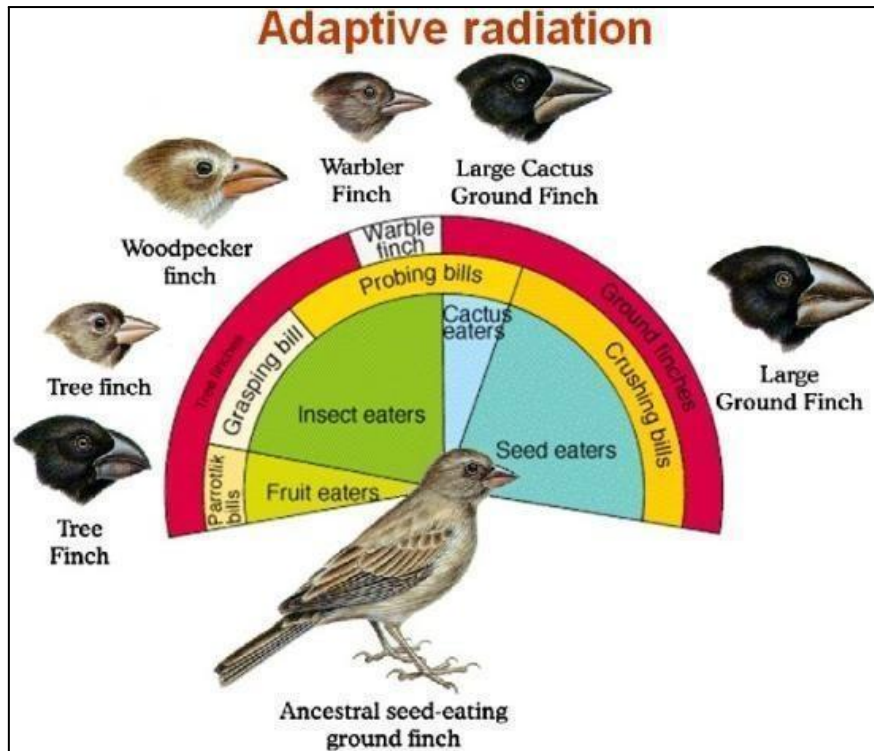 Adaptive radiation
Warbler
Finch
Large Cactus
Ground Finch
Woodpecker
finch
Warble
finch
Probing bills
Ground finches
Tree finches
Grasping bill
Cactus
eaters
Crushing bills
Large
Ground Finch
Tree finch
Insect eaters
Seed eaters
Parrotlik
bills
Fruit eaters
Tree
Finch
Ancestral seed-eating
ground finch